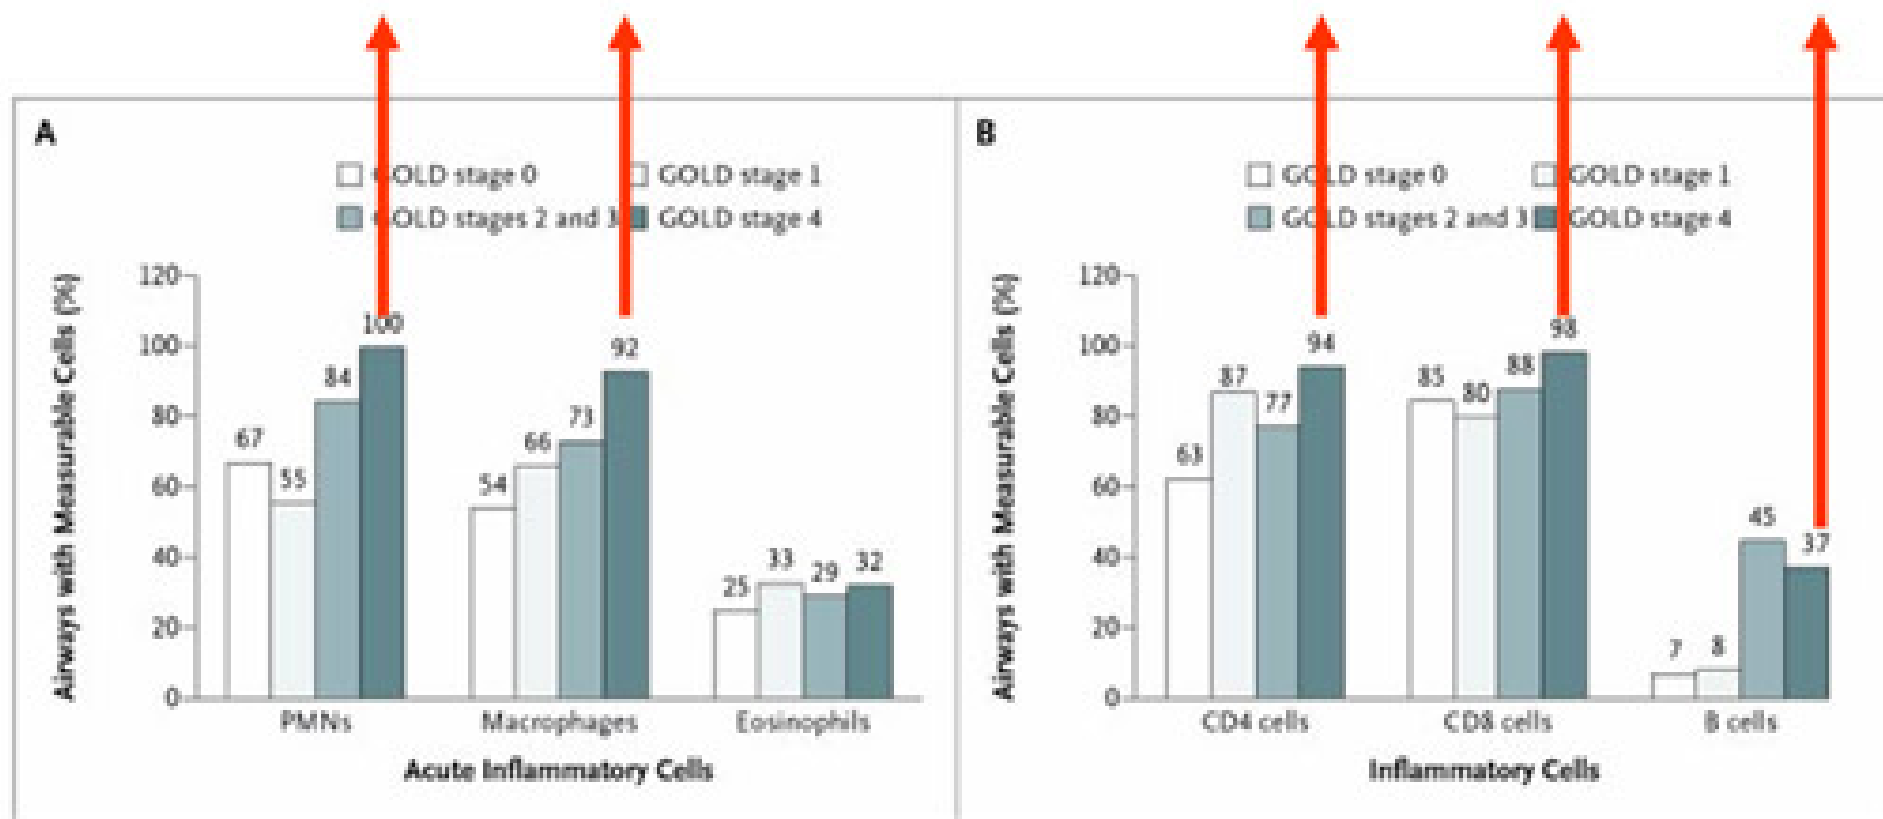 A
GOLD stage 0 GOLD stage 1
GOLD stages 2 and 3 GOLD stage 4
Airways with Measurable Cells (%)
120
100
80
60
40
20
0
67 55 84 100
54 66 73 92
25 33 29 32
PMNs Macrophages Eosinophils
Acute Inflammatory Cells
B
GOLD stage 0 GOLD stage 1
GOLD stages 2 and 3 GOLD stage 4
Airways with Measurable Cells (%)
120
100
80
60
40
20
0
63 87 77 94
85 80 88 98
7 8 45 37
CD4 cells CD8 cells B cells
Inflammatory Cells